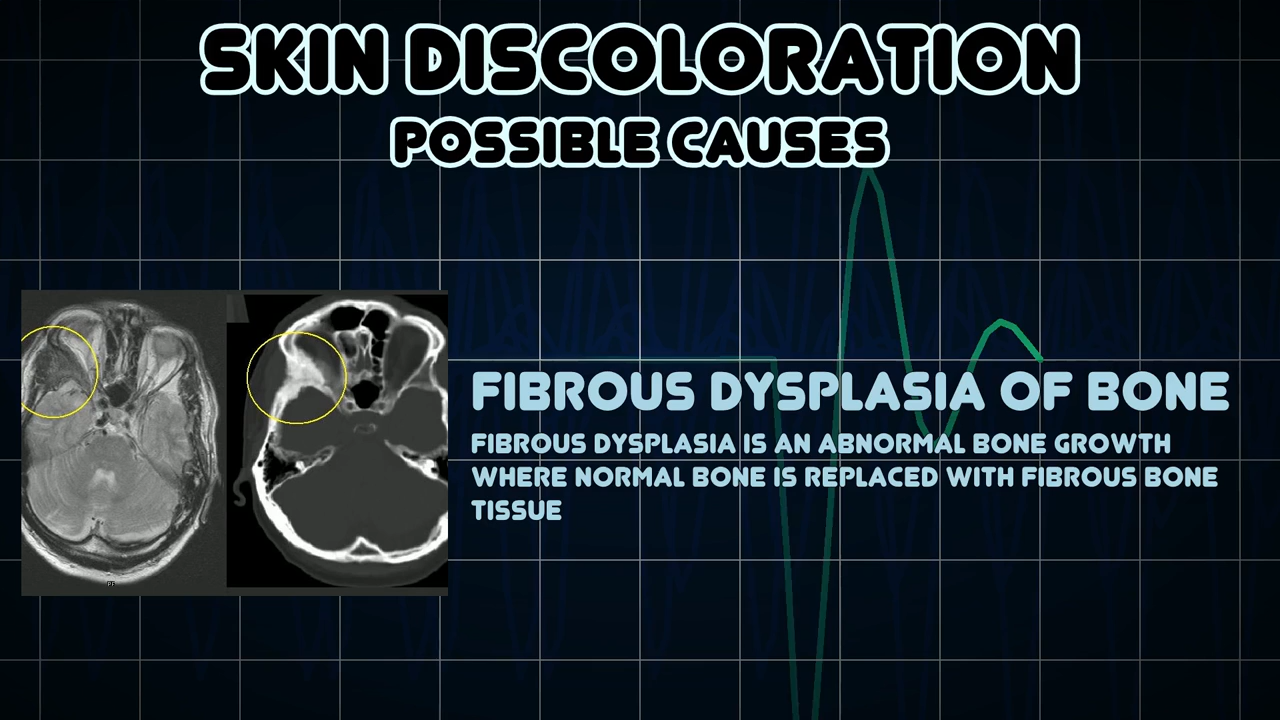 SKIN DISCOLORATION
POSSIBLE CAUSES
FIBROUS DYSPLASIA OF BONE
FIBROUS DYSPLASIA IS AN ABNORMAL BONE GROWTH
WHERE NORMAL BONE IS REPLACED WITH FIBROUS BONE
TISSUE